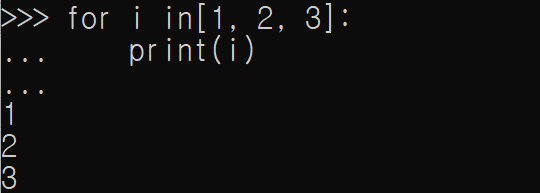 >>> for i in[1, 2, 3]:
...     print(i)
...
1
2
3